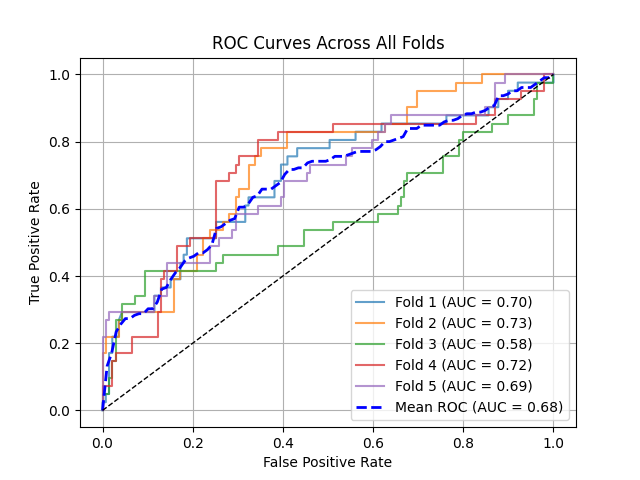 ROC Curves Across All Folds
True Positive Rate
1.0
0.8
0.6
0.4
0.2
0.0
Fold 1 (AUC = 0.70)
Fold 2 (AUC = 0.73)
Fold 3 (AUC = 0.58)
Fold 4 (AUC = 0.72)
Fold 5 (AUC = 0.69)
Mean ROC (AUC = 0.68)
0.0 0.2 0.4 0.6 0.8 1.0
False Positive Rate